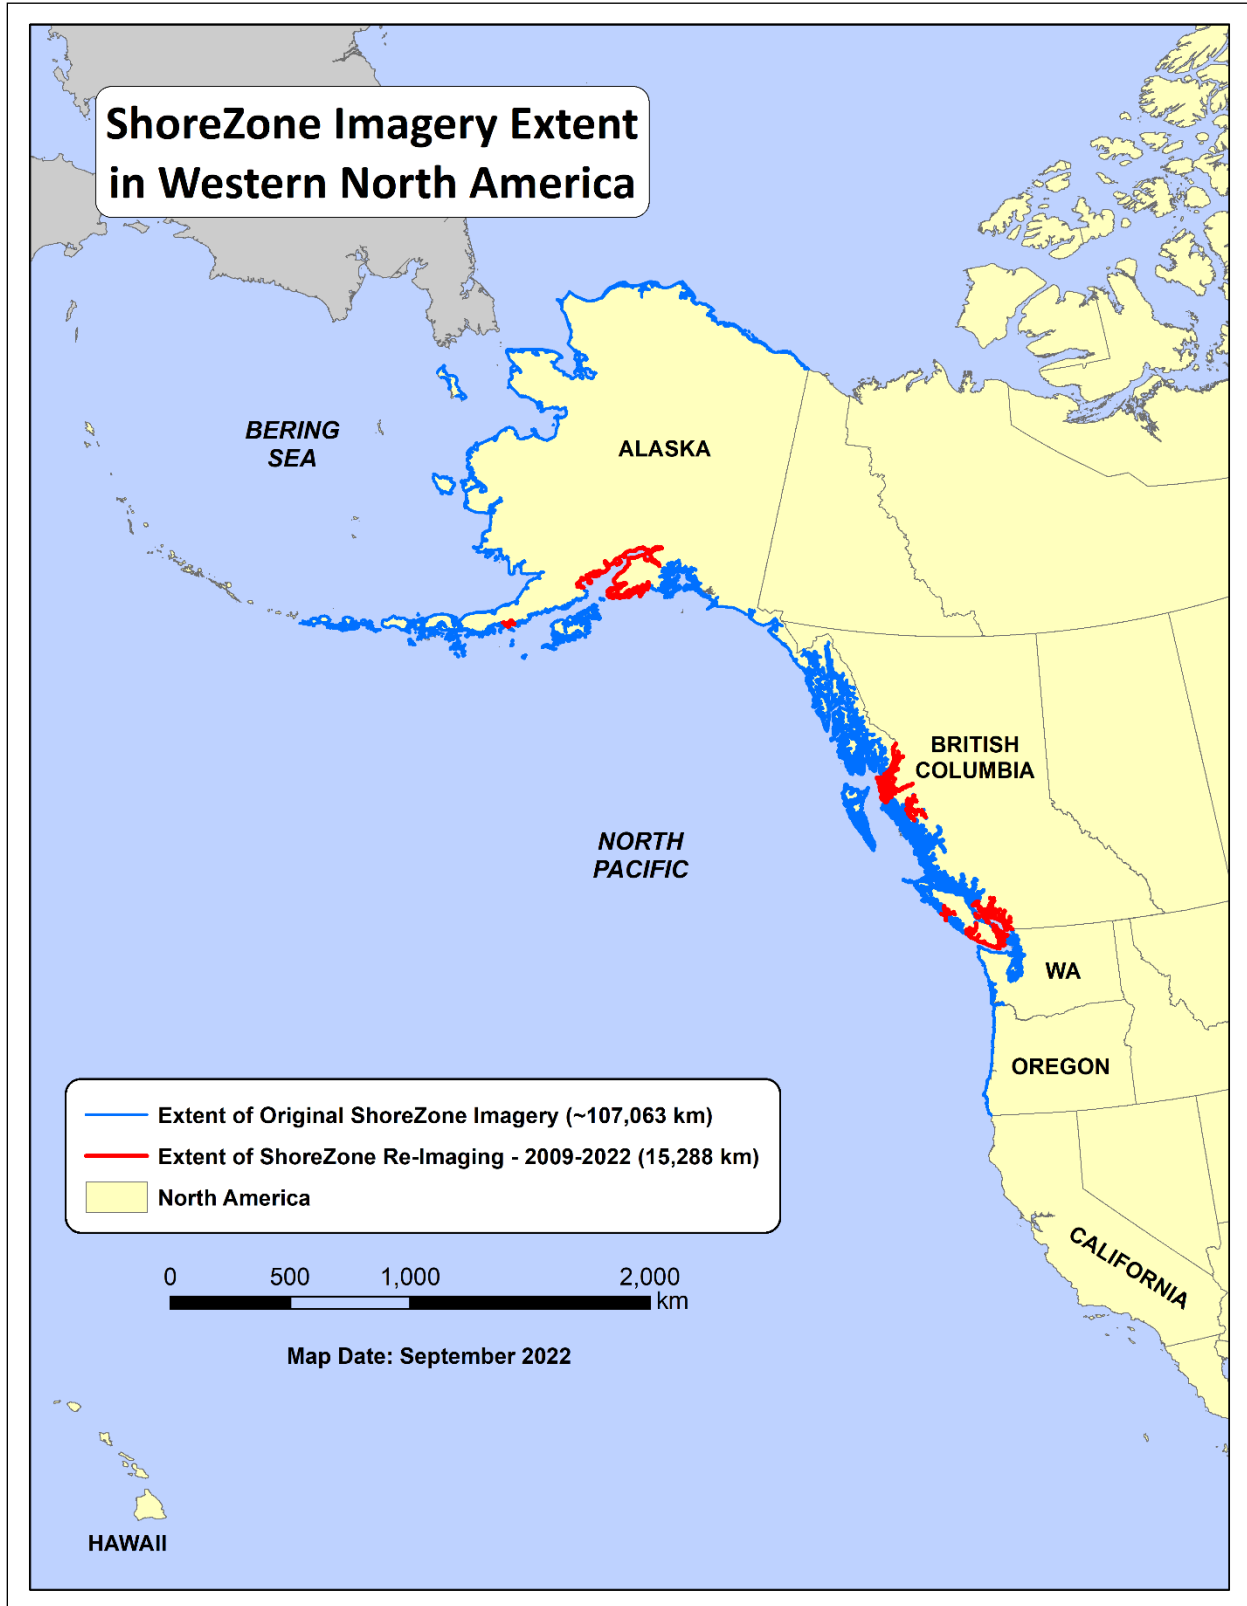 ShoreZone Imagery Extent
in Western North America
BERING
SEA
ALASKA
BRITISH
COLUMBIA
NORTH
PACIFIC
WA
OREGON
Extent of Original ShoreZone Imagery (~107,063 km)
Extent of ShoreZone Re-Imaging - 2009-2022 (15,288 km)
North America
CALIFORNIA
0 500 1,000 2,000
km
Map Date: September 2022
HAWAII